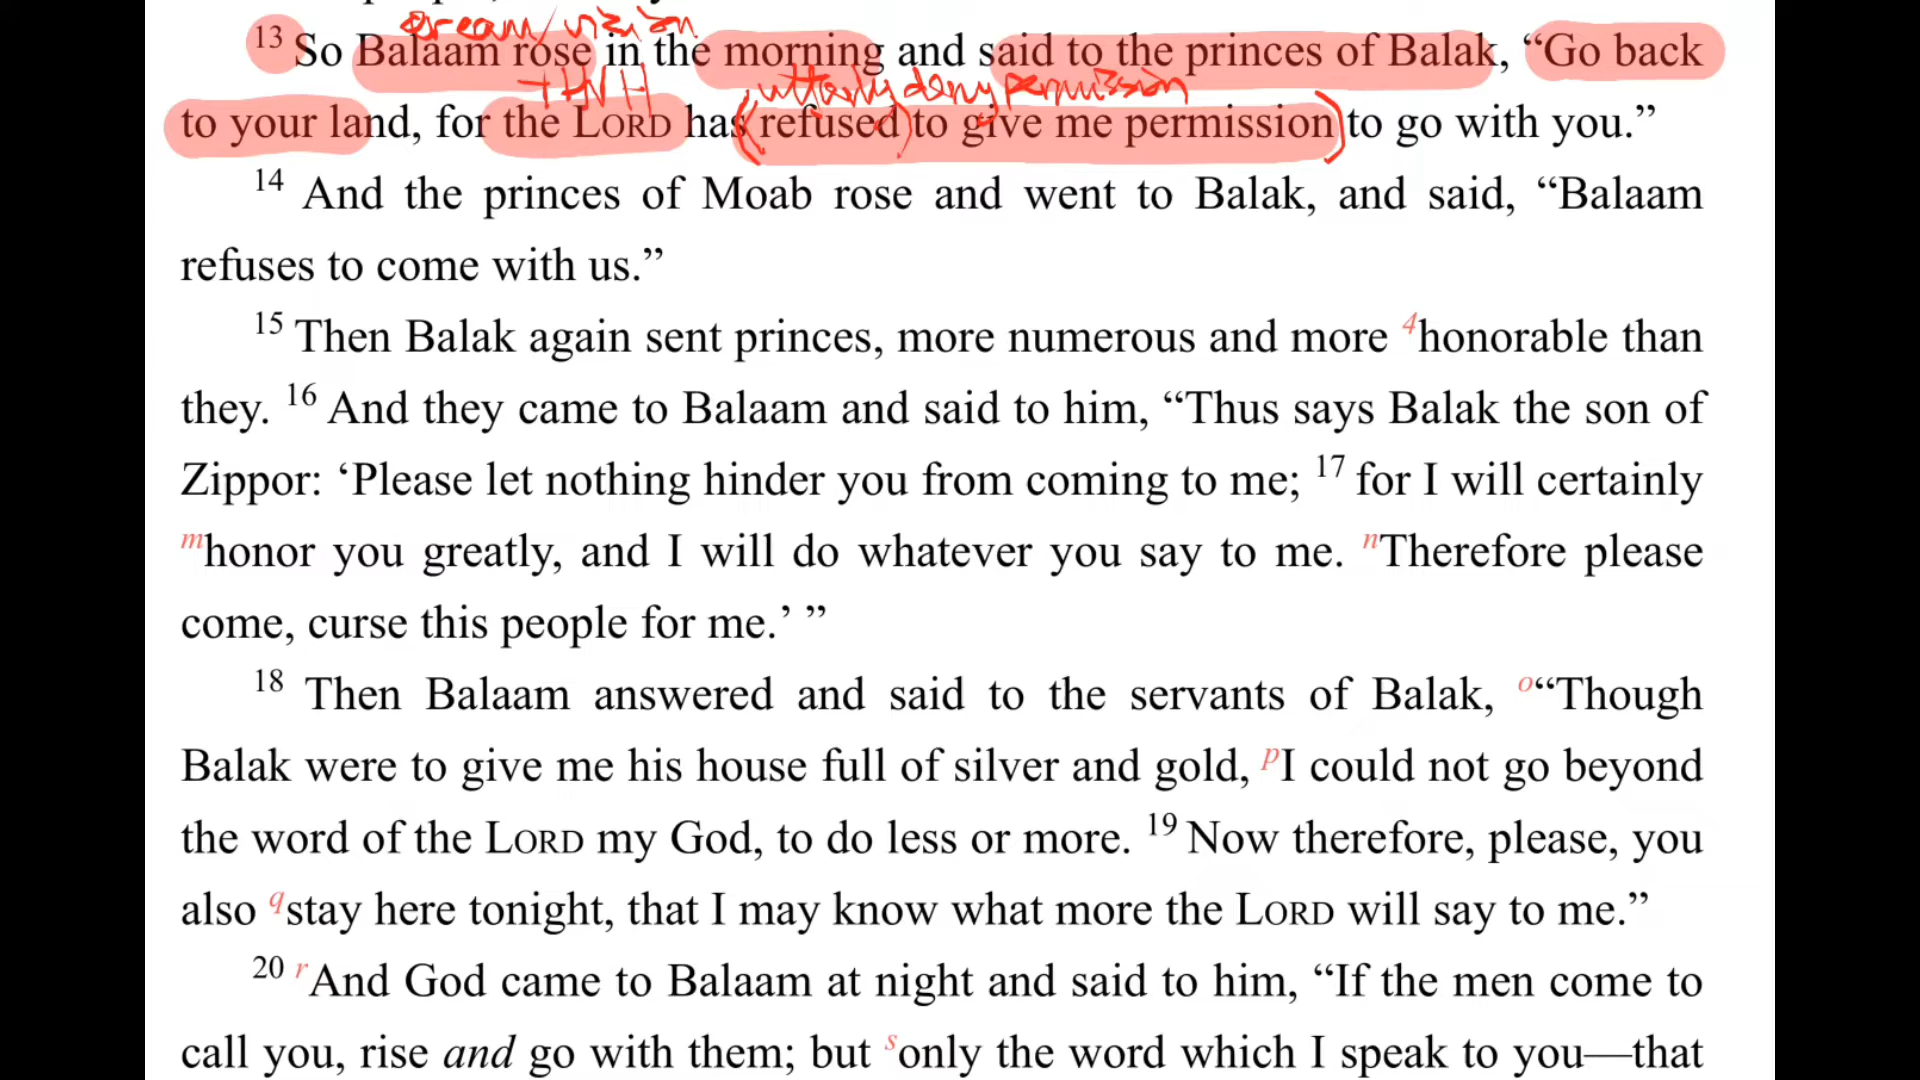 dream/vision
13 So Balaam rose in the morning and said to the princes of Balak, “Go back
YHVH utterly deny permission
to your land, for the LORD has refused to give me permission to go with you.”
14 And the princes of Moab rose and went to Balak, and said, “Balaam
refuses to come with us.”
15 Then Balak again sent princes, more numerous and more 4honorable than
they. 16 And they came to Balaam and said to him, “Thus says Balak the son of
Zippor: ‘Please let nothing hinder you from coming to me; 17 for I will certainly
mhonor you greatly, and I will do whatever you say to me. nTherefore please
come, curse this people for me.’ ”
18 Then Balaam answered and said to the servants of Balak, o“Though
Balak were to give me his house full of silver and gold, pI could not go beyond
the word of the LORD my God, to do less or more. 19 Now therefore, please, you
also qstay here tonight, that I may know what more the LORD will say to me.”
20 rAnd God came to Balaam at night and said to him, “If the men come to
call you, rise and go with them; but sonly the word which I speak to you—that